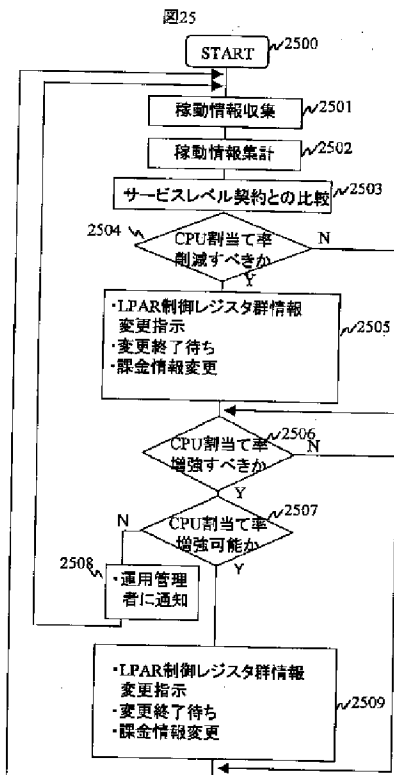 図25
START
2500
稼動情報収集
2501
稼動情報集計
2502
サービスレベル契約との比較
2503
2504
CPU割当て率
削減すべきか
N
Y
・LPAR制御レジスタ群情報
変更指示
・変更終了待ち
・課金情報変更
2505
2506
CPU割当て率
増強すべきか
N
Y
2507
CPU割当て率
増強可能か
N
Y
2508
・運用管理
者に通知
・LPAR制御レジスタ群情報
変更指示
・変更終了待ち
・課金情報変更
2509